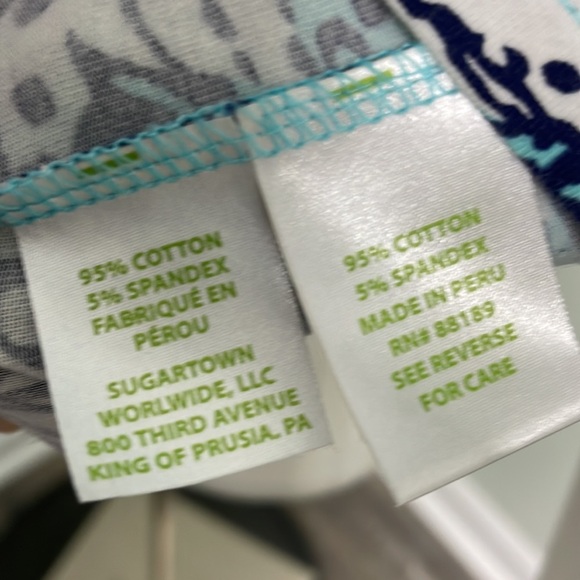 95% COTTON
5% SPANDEX
FABRIQUÉ EN
PÉROU
SUGARTOWN
WORLWIDE, LLC
800 THIRD AVENUE
KING OF PRUSIA. PA
95% COTTON
5% SPANDEX
MADE IN PERU
RN# 88189
SEE REVERSE
FOR CARE